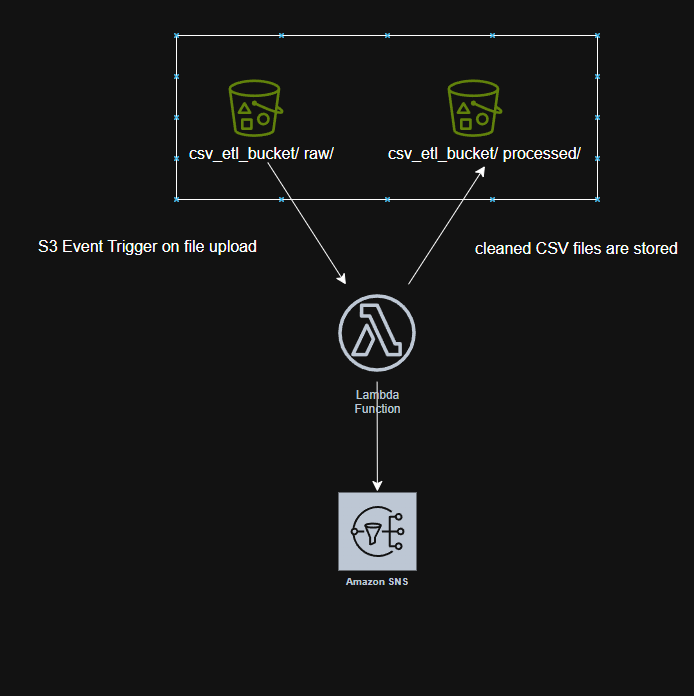 csv_etl_bucket/ raw/
csv_etl_bucket/ processed/
S3 Event Trigger on file upload
cleaned CSV files are stored
Lambda
Function
Amazon SNS